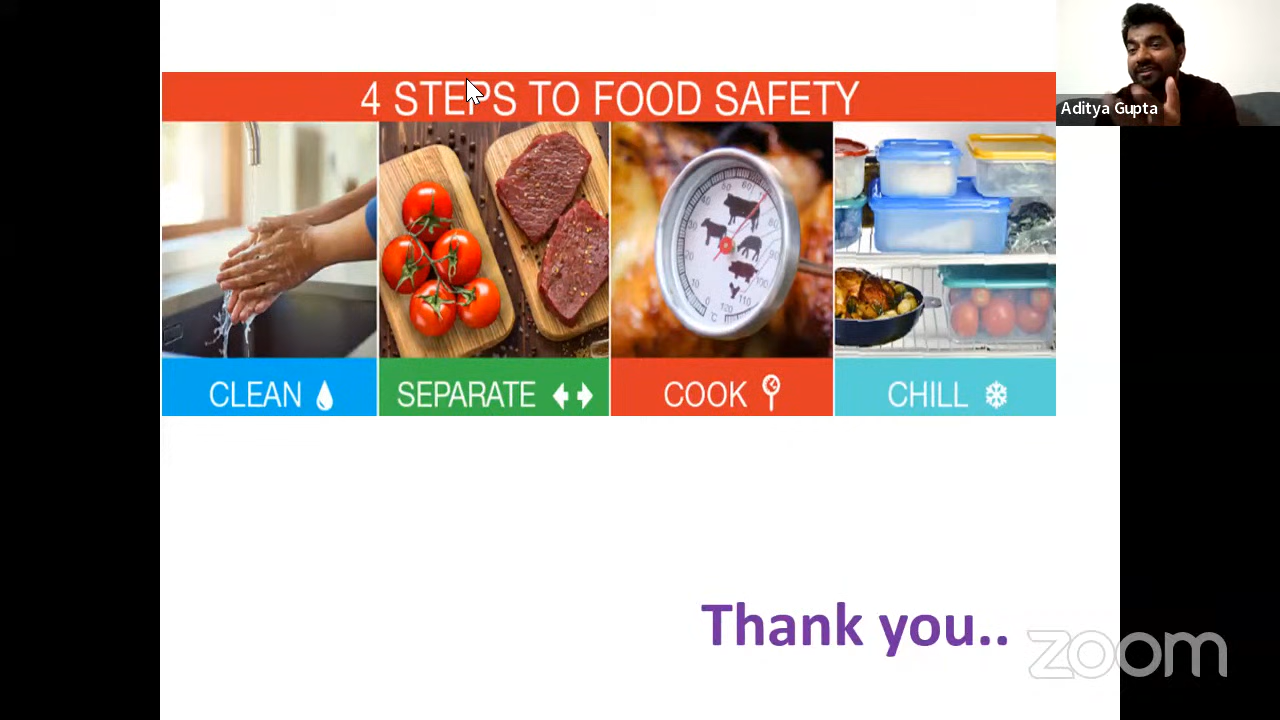 4 STEPS TO FOOD SAFETY
Aditya Gupta
CLEAN
SEPARATE
COOK
CHILL
Thank you..
zoom